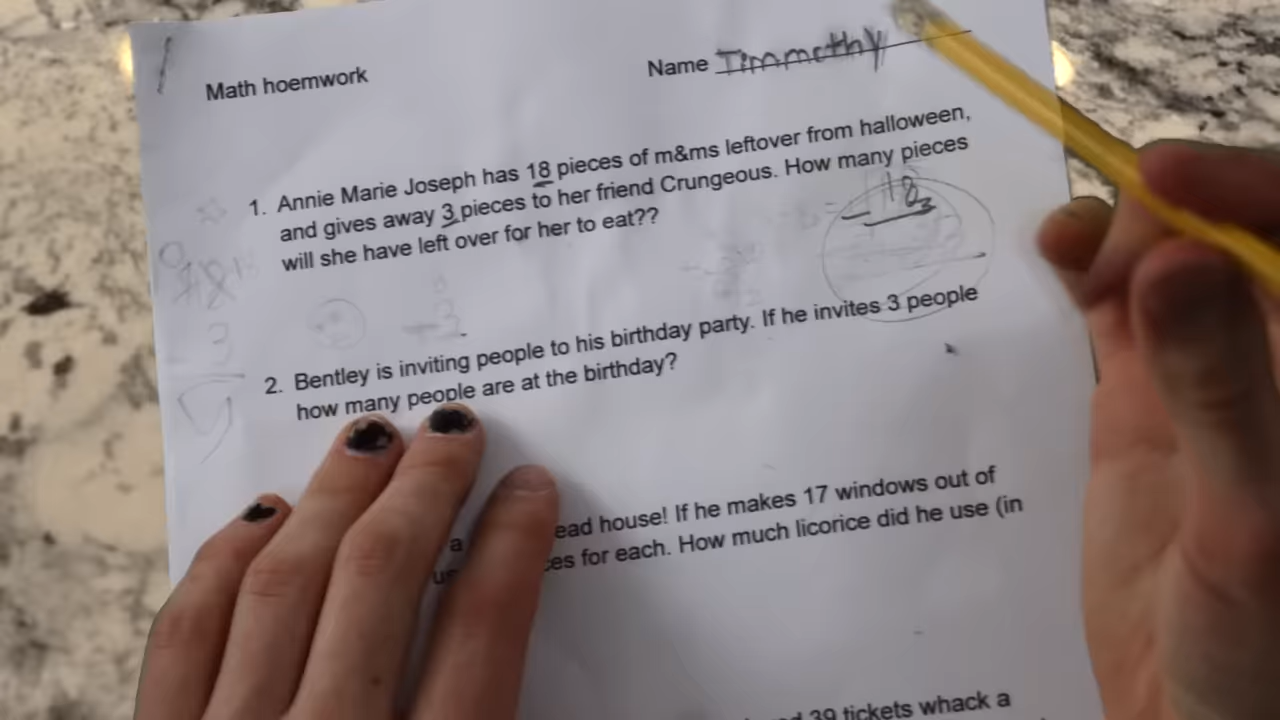 Math hoemwork
Name Timmothy
1. Annie Marie Joseph has 18 pieces of m&ms leftover from halloween,
and gives away 3 pieces to her friend Crungeous. How many pieces
will she have left over for her to eat??
18
- 3
2. Bentley is inviting people to his birthday party. If he invites 3 people
how many people are at the birthday?
a
house! If he makes 17 windows out of
for each. How much licorice did he use (in
39 tickets whack a